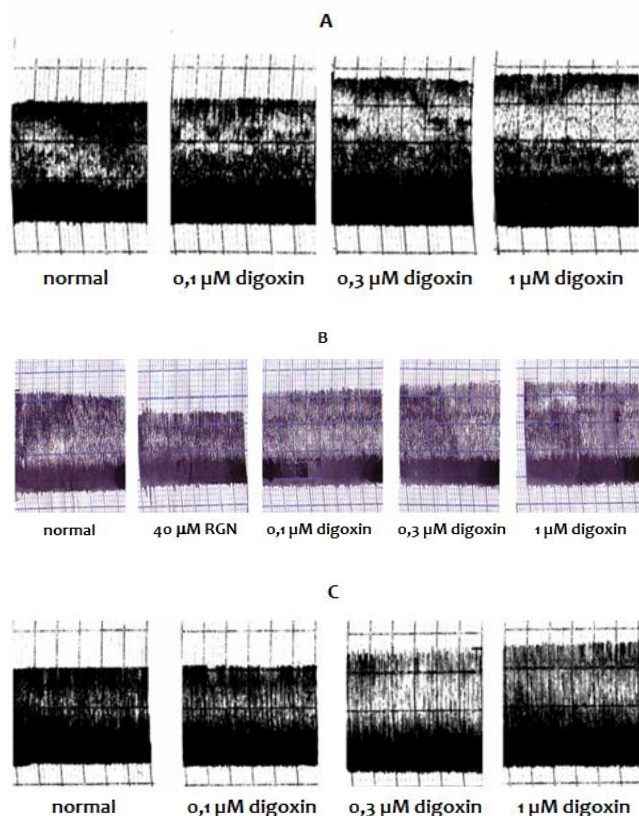 A
normal 0,1 µM digoxin 0,3 µM digoxin 1 µM digoxin
B
normal 40 µM RGN 0,1 µM digoxin 0,3 µM digoxin 1 µM digoxin
C
normal 0,1 µM digoxin 0,3 µM digoxin 1 µM digoxin